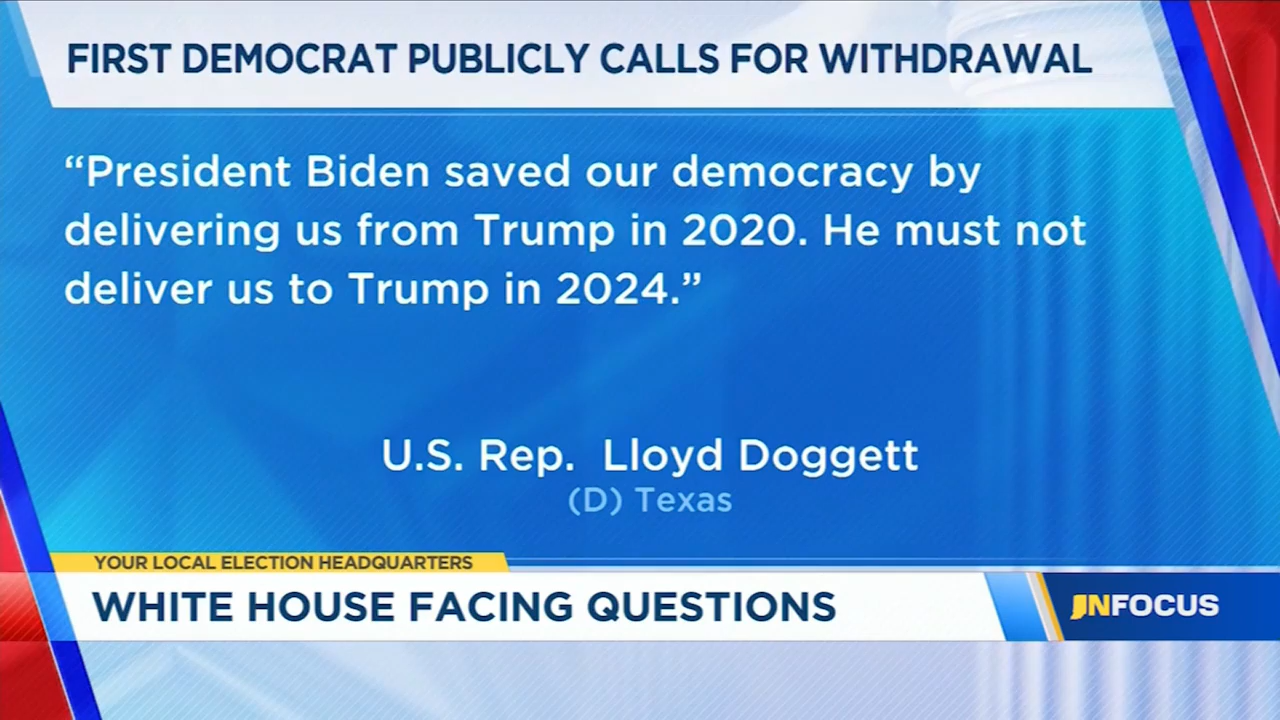 FIRST DEMOCRAT PUBLICLY CALLS FOR WITHDRAWAL
“President Biden saved our democracy by
delivering us from Trump in 2020. He must not
deliver us to Trump in 2024.”
U.S. Rep. Lloyd Doggett
(D) Texas
YOUR LOCAL ELECTION HEADQUARTERS
WHITE HOUSE FACING QUESTIONS
INFOCUS